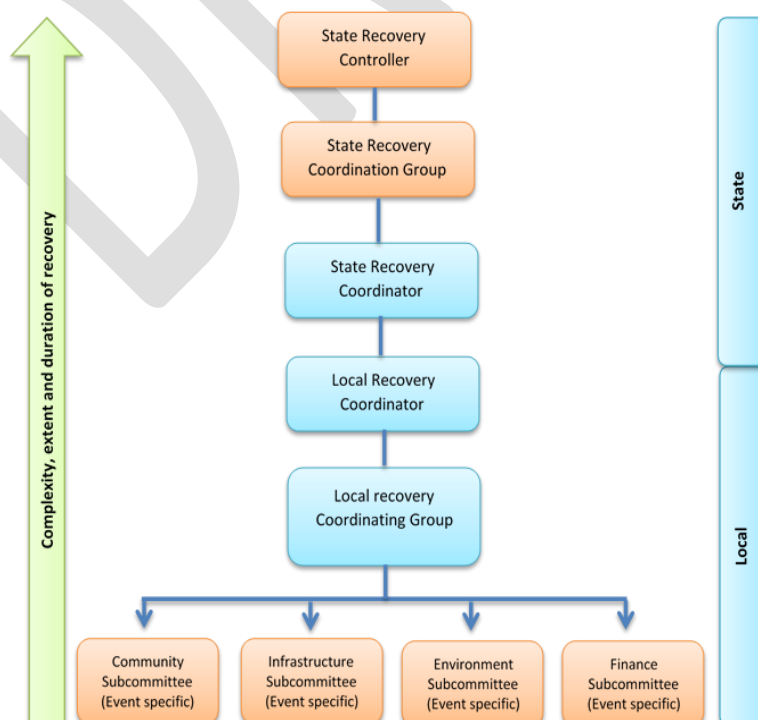 State Recovery
Controller
State Recovery
Coordination Group
State Recovery
Coordinator
Local Recovery
Coordinator
Local recovery
Coordinating Group
Community
Subcommittee
(Event specific)
Infrastructure
Subcommittee
(Event specific)
Environment
Subcommittee
(Event specific)
Finance
Subcommittee
(Event specific)
Complexity, extent and duration of recovery
State
Local